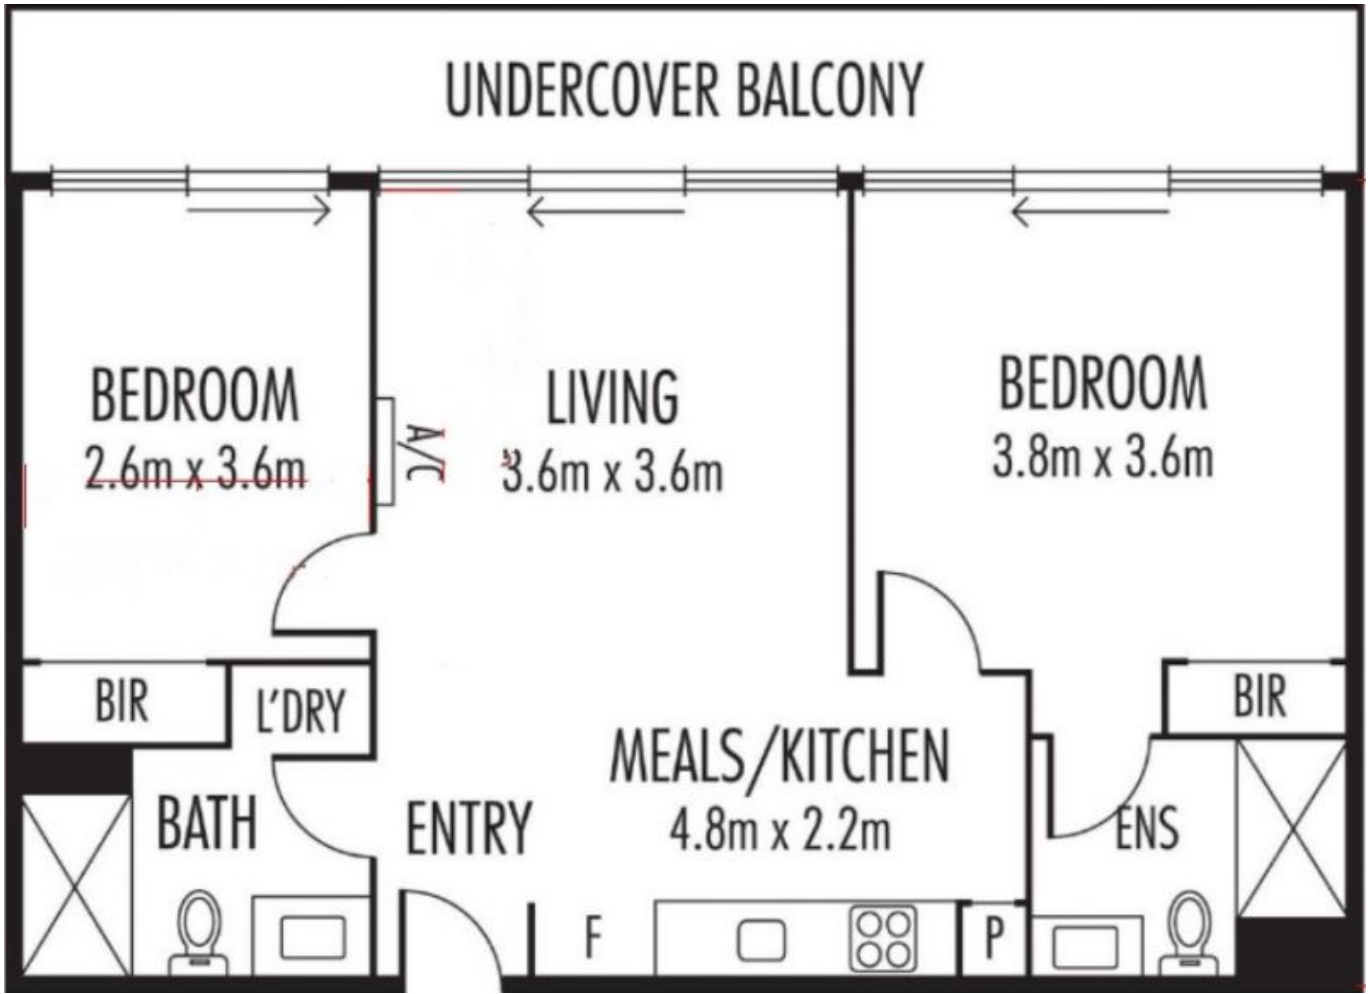 UNDERCOVER BALCONY
BEDROOM
2.6m x 3.6m
A/C
LIVING
3.6m x 3.6m
BEDROOM
3.8m x 3.6m
BIR
L'DRY
BIR
MEALS/KITCHEN
4.8m x 2.2m
BATH
ENTRY
ENS
F
P